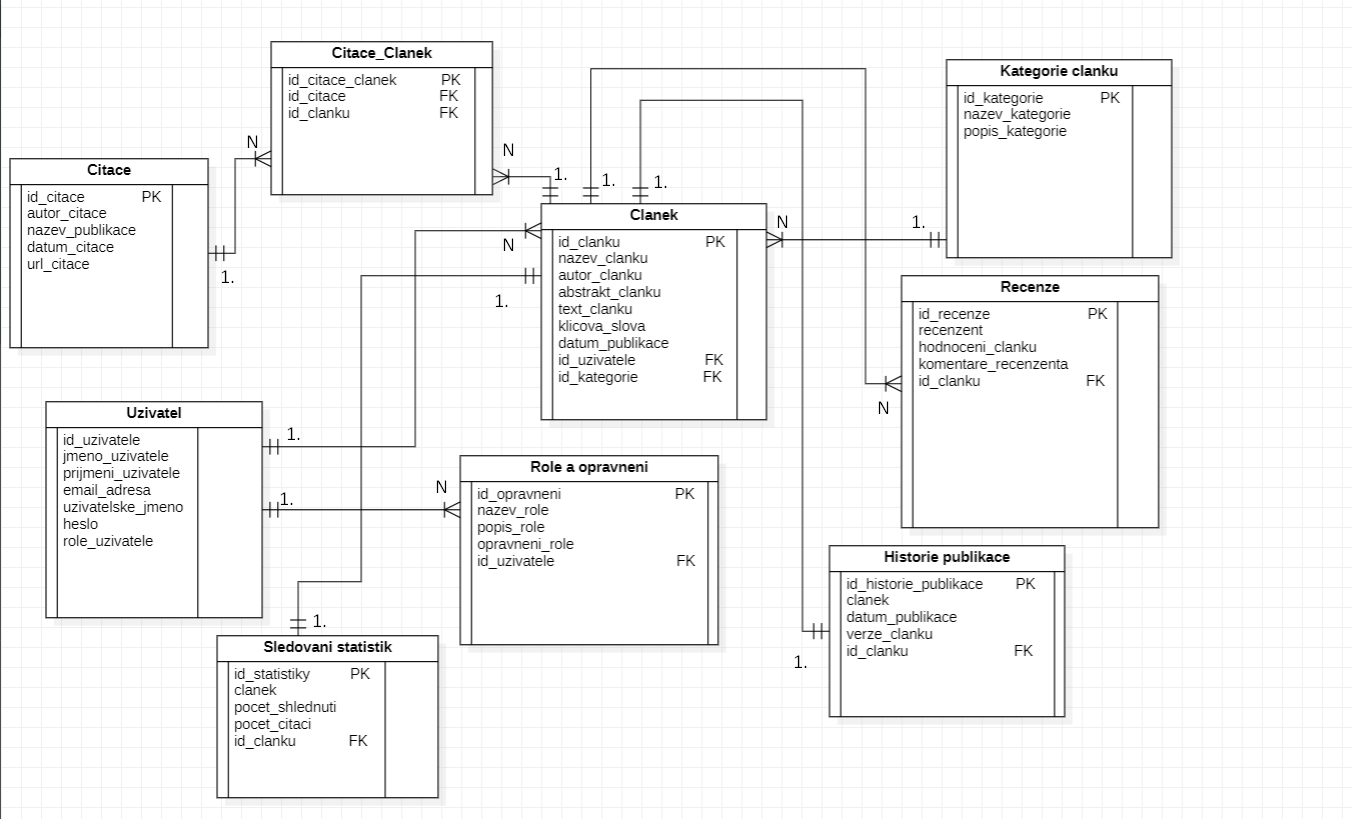 Citace_Clanek
id_citace_clanek PK
id_citace FK
id_clanku FK
Kategorie clanku
id_kategorie PK
nazev_kategorie
popis_kategorie
Citace
id_citace PK
autor_citace
nazev_publikace
datum_citace
url_citace
N
1.
N
1.
1.
1.
Clanek
id_clanku PK
nazev_clanku
autor_clanku
abstrakt_clanku
text_clanku
klicova_slova
datum_publikace
id_uzivatele FK
id_kategorie FK
N
1.
N
1.
Recenze
id_recenze PK
recenzent
hodnoceni_clanku
komentare_recenzenta
id_clanku FK
N
1.
Uzivatel
id_uzivatele
jmeno_uzivatele
prijmeni_uzivatele
email_adresa
uzivatelske_jmeno
heslo
role_uzivatele
1.
1.
N
Role a opravneni
id_opravneni PK
nazev_role
popis_role
opravneni_role
id_uzivatele FK
Historie publikace
id_historie_publikace PK
clanek
datum_publikace
verze_clanku
id_clanku FK
1.
1.
Sledovani statistik
id_statistiky PK
clanek
pocet_shlednuti
pocet_citaci
id_clanku FK